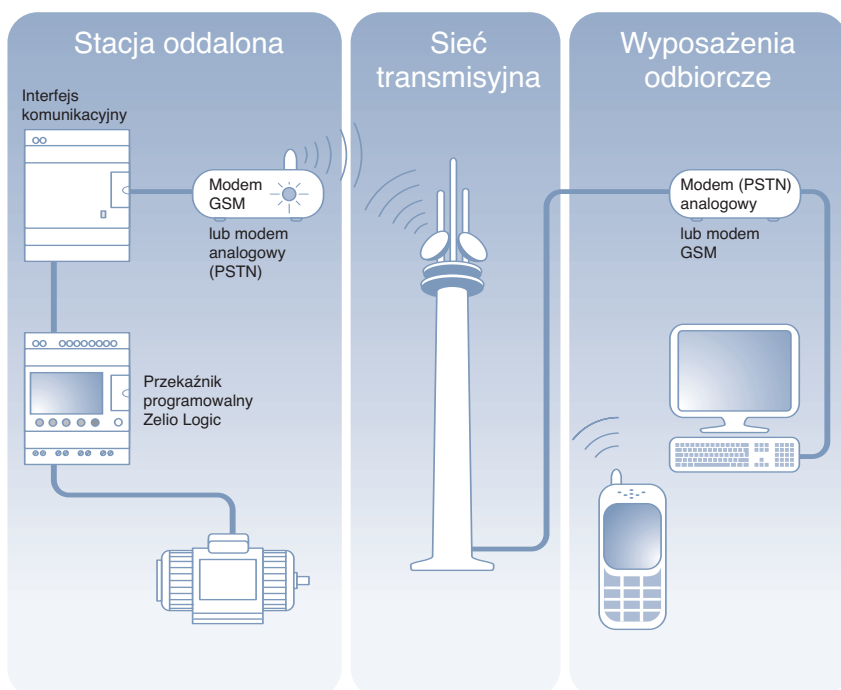 Stacja oddalona
Interfejs
komunikacyjny
Modem
GSM
lub modem
analogowy
(PSTN)
Przekaźnik
programowalny
Zelio Logic
Sieć
transmisyjna
Wyposażenia
odbiorcze
Modem (PSTN)
analogowy
lub modem
GSM